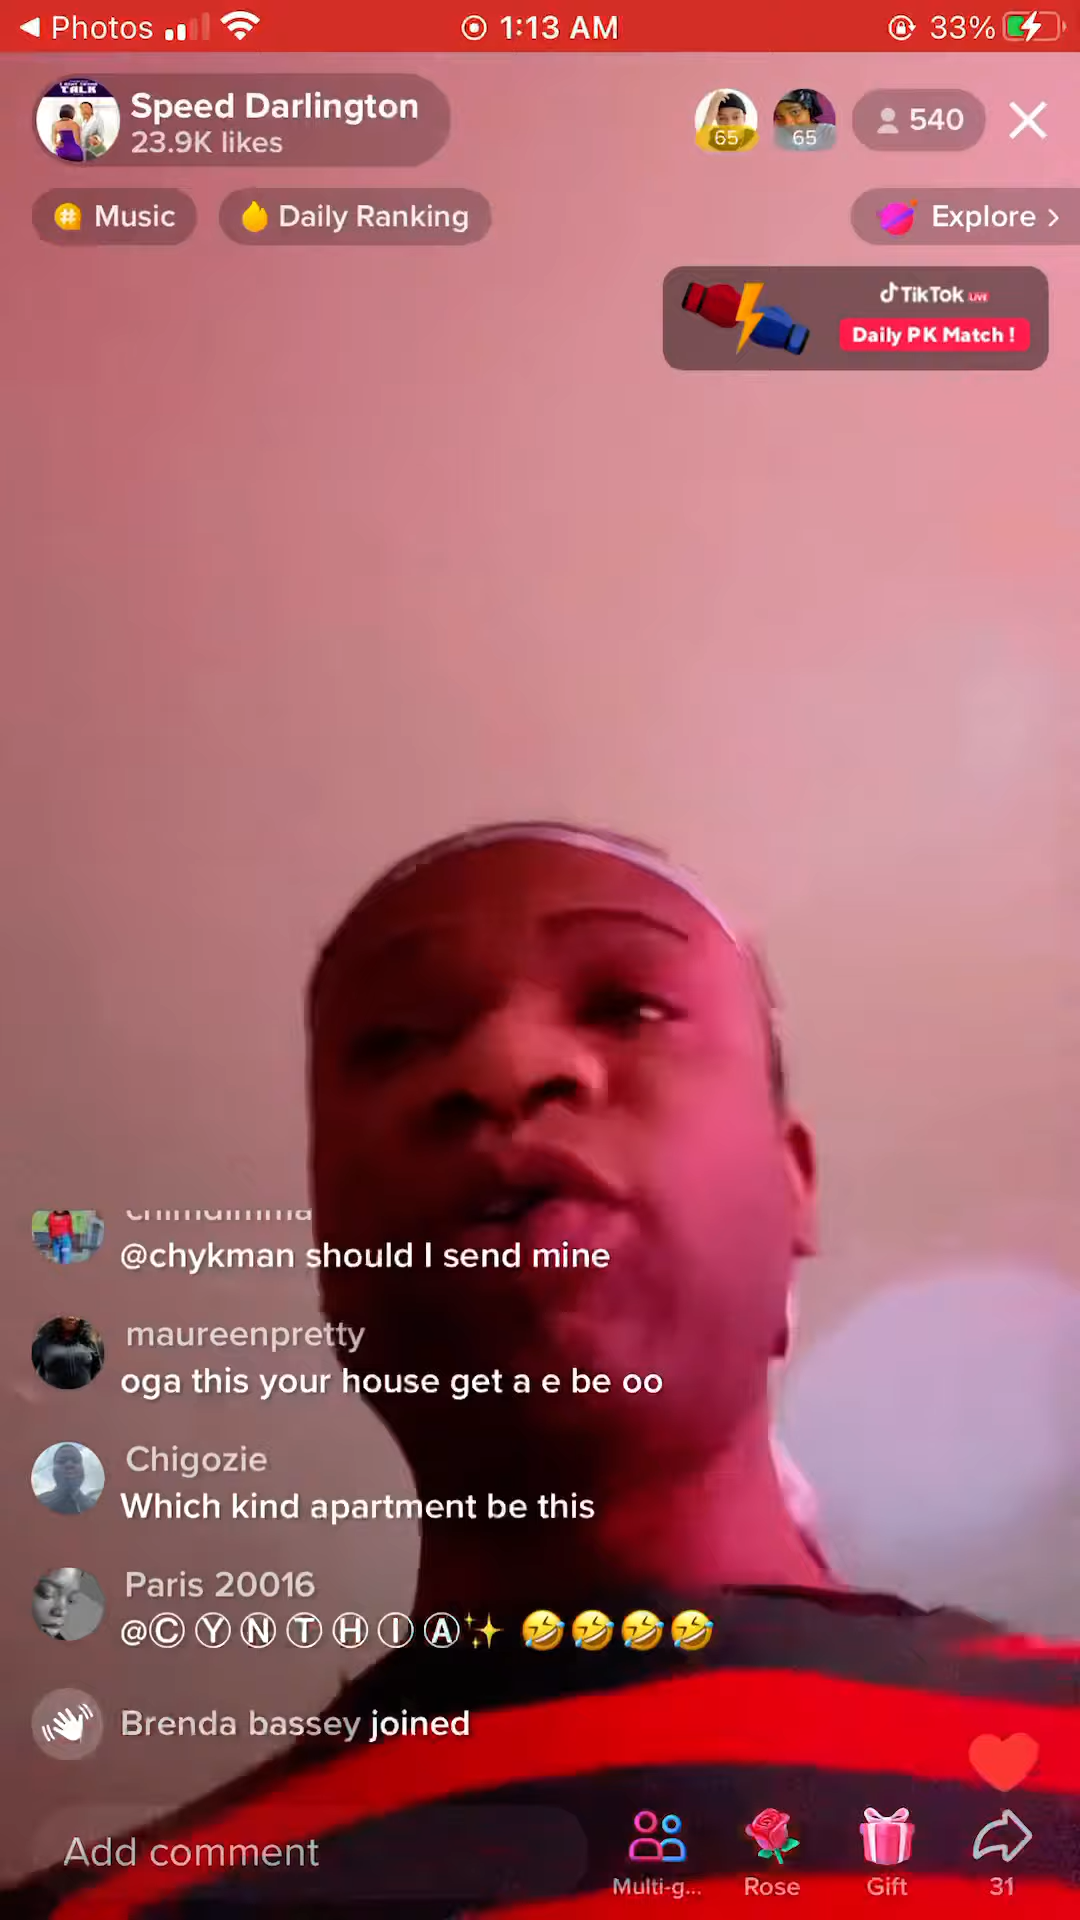 Photos
1:13 AM
33%
TALK
Speed Darlington
23.9K likes
65
65
540
Music
Daily Ranking
Explore >
TikTok LIVE
Daily PK Match !
chimdimma
@chykman should I send mine
maureenpretty
oga this your house get a e be oo
Chigozie
Which kind apartment be this
Paris 20016
@ⒸⓎⓃⓉⒽⒾⒶ✨ 🤣🤣🤣🤣
Brenda bassey joined
Add comment
Multi-g...
Rose
Gift
31